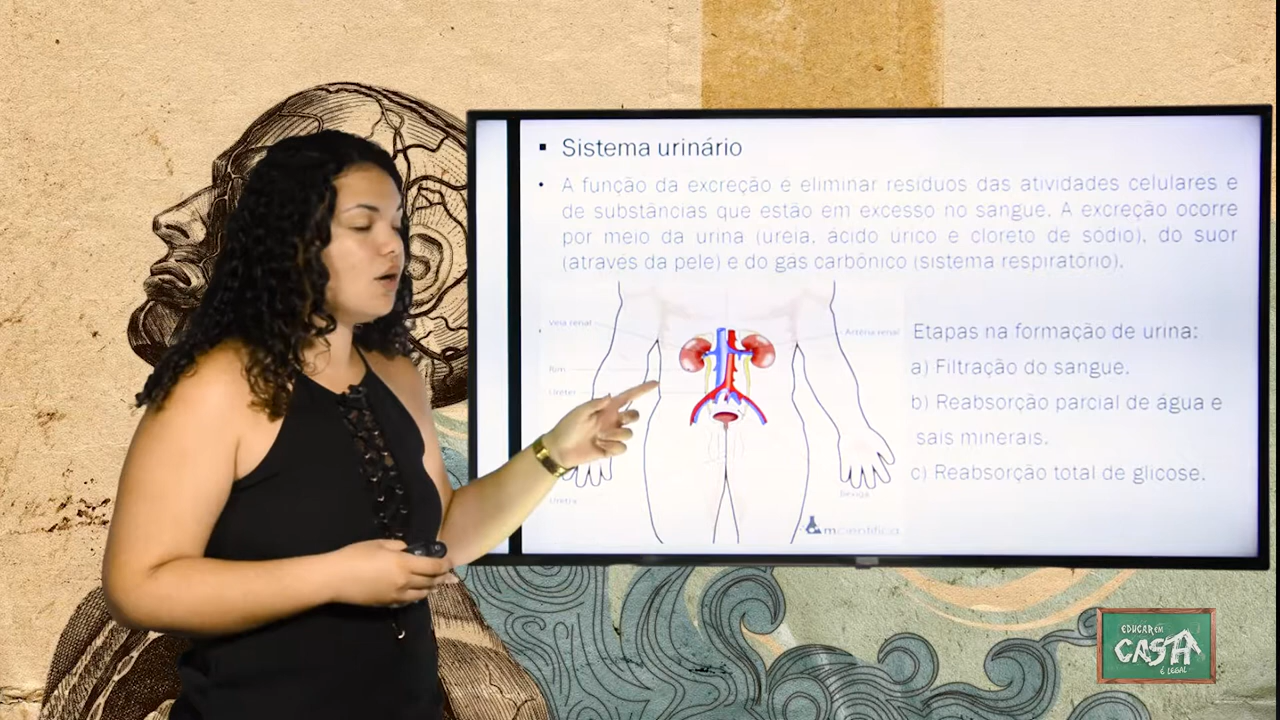 Sistema urinário
A função da excreção é eliminar resíduos das atividades celulares e
de substâncias que estão em excesso no sangue. A excreção ocorre
por meio da urina (ureia, ácido úrico e cloreto de sódio), do suor
(através da pele) e do gás carbônico (sistema respiratório).
Veia renal
Artéria renal
Rim
Ureter
Uretra
Bexiga
mcientifica
Etapas na formação de urina:
a) Filtração do sangue.
b) Reabsorção parcial de água e
sais minerais.
c) Reabsorção total de glicose.
EDUCAR EM
CASA
É LEGAL